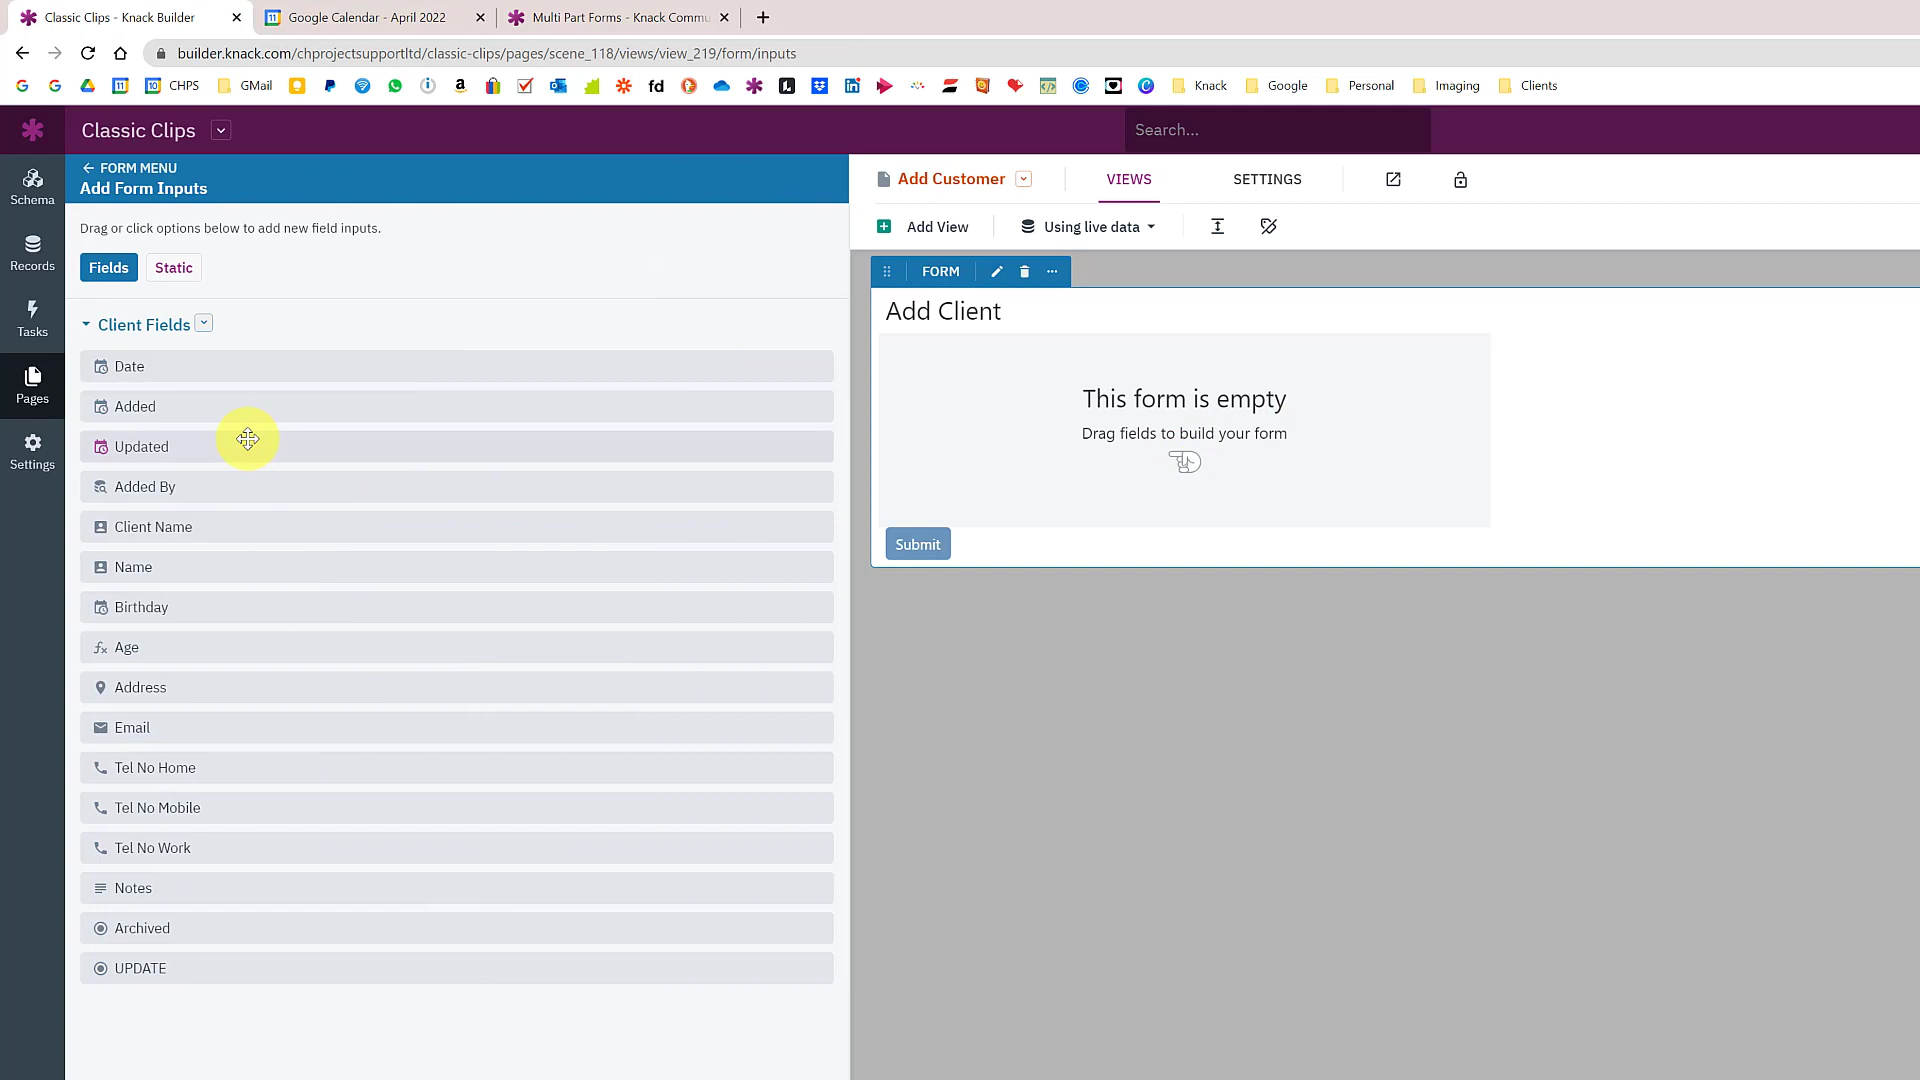 Classic Clips - Knack Builder
Google Calendar - April 2022
Multi Part Forms - Knack Commu
builder.knack.com/chprojectsupportltd/classic-clips/pages/scene_118/views/view_219/form/inputs
CHPS
GMail
fd
Knack
Google
Personal
Imaging
Clients
Classic Clips
Search...
Schema
Records
Tasks
Pages
Settings
FORM MENU
Add Form Inputs
Drag or click options below to add new field inputs.
Fields
Static
Client Fields
Date
Added
Updated
Added By
Client Name
Name
Birthday
Age
Address
Email
Tel No Home
Tel No Mobile
Tel No Work
Notes
Archived
UPDATE
Add Customer
VIEWS
SETTINGS
Add View
Using live data
FORM
Add Client
This form is empty
Drag fields to build your form
Submit